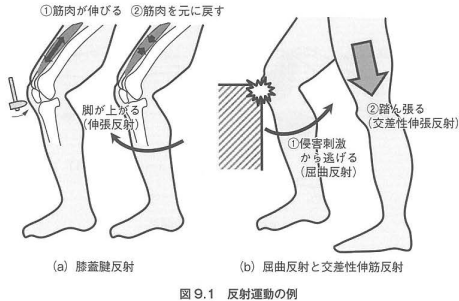 ①筋肉が伸びる
②筋肉を元に戻す
脚が上がる
(伸張反射)
①侵害刺激
から逃げる
(屈曲反射)
②踏ん張る
(交差性伸張反射)
(a) 膝蓋腱反射
(b) 屈曲反射と交差性伸筋反射
図 9.1 反射運動の例